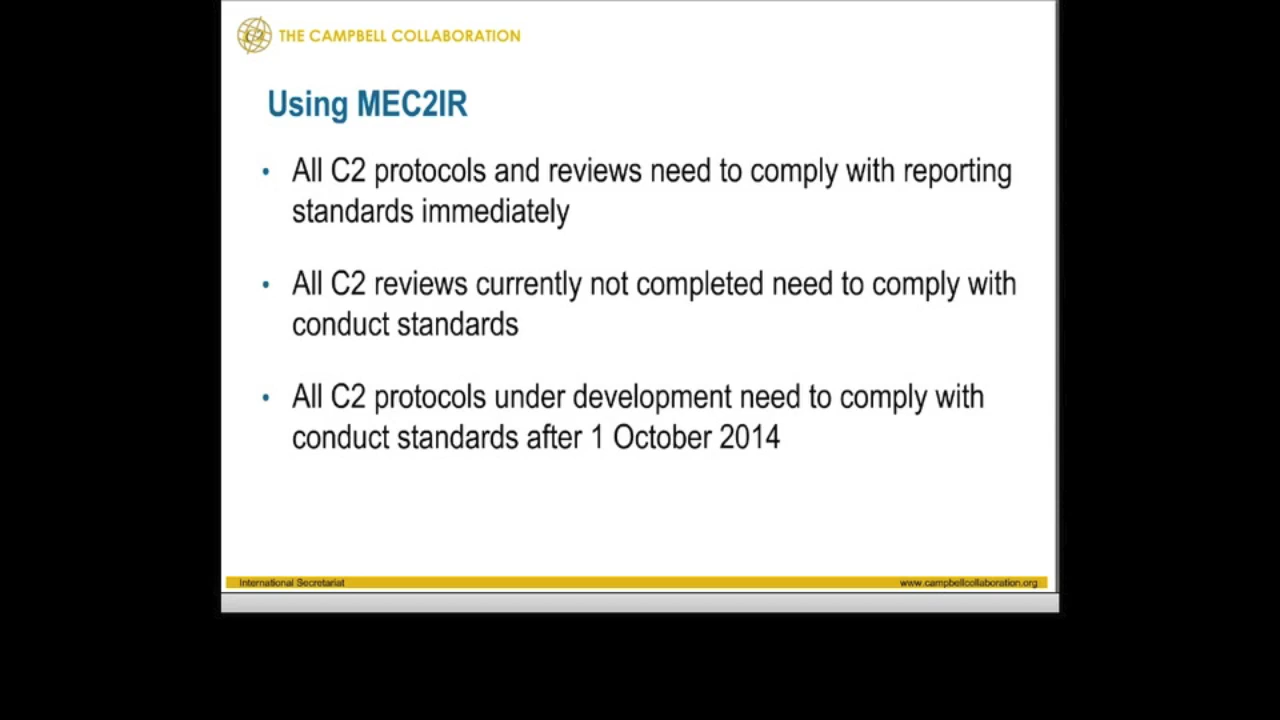 THE CAMPBELL COLLABORATION
Using MEC2IR
• All C2 protocols and reviews need to comply with reporting
standards immediately
• All C2 reviews currently not completed need to comply with
conduct standards
• All C2 protocols under development need to comply with
conduct standards after 1 October 2014
International Secretariat
www.campbellcollaboration.org